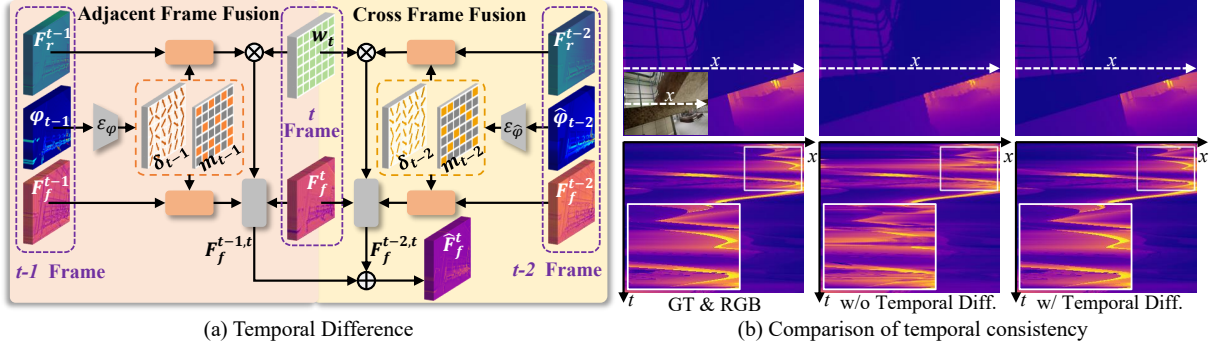 Adjacent Frame Fusion
Cross Frame Fusion
F_r^{t-1}
w_t
F_r^{t-2}
φ_{t-1}
ε_φ
δ_{t-1}
m_{t-1}
t
Frame
δ_{t-2}
m_{t-2}
ε_{φ̂}
φ̂_{t-2}
F_f^{t-1}
F_f^t
F_f^{t-2}
F_f^{t-1,t}
F_f^{t-2,t}
F̂_f^t
t-1 Frame
t-2 Frame
(a) Temporal Difference
x
x
x
x
x
x
x
t
GT & RGB
t
w/o Temporal Diff.
t
w/ Temporal Diff.
(b) Comparison of temporal consistency